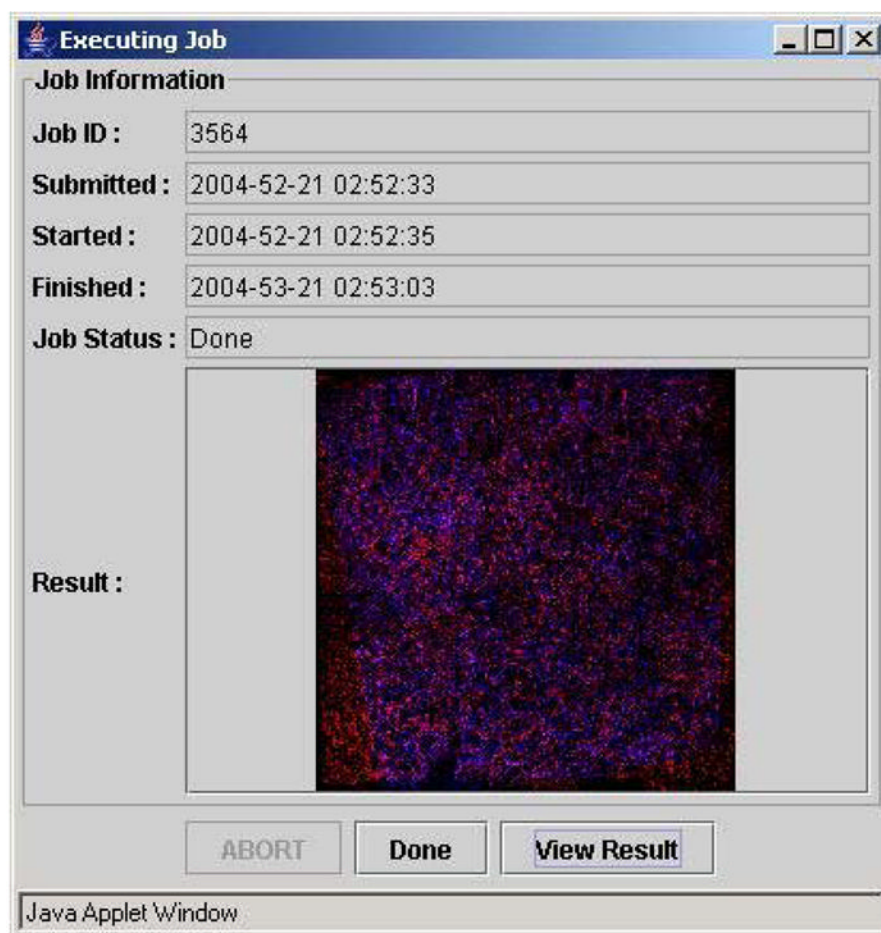 Executing Job
Job Information
Job ID : 3564
Submitted : 2004-52-21 02:52:33
Started : 2004-52-21 02:52:35
Finished : 2004-53-21 02:53:03
Job Status : Done
Result :
ABORT Done View Result
Java Applet Window